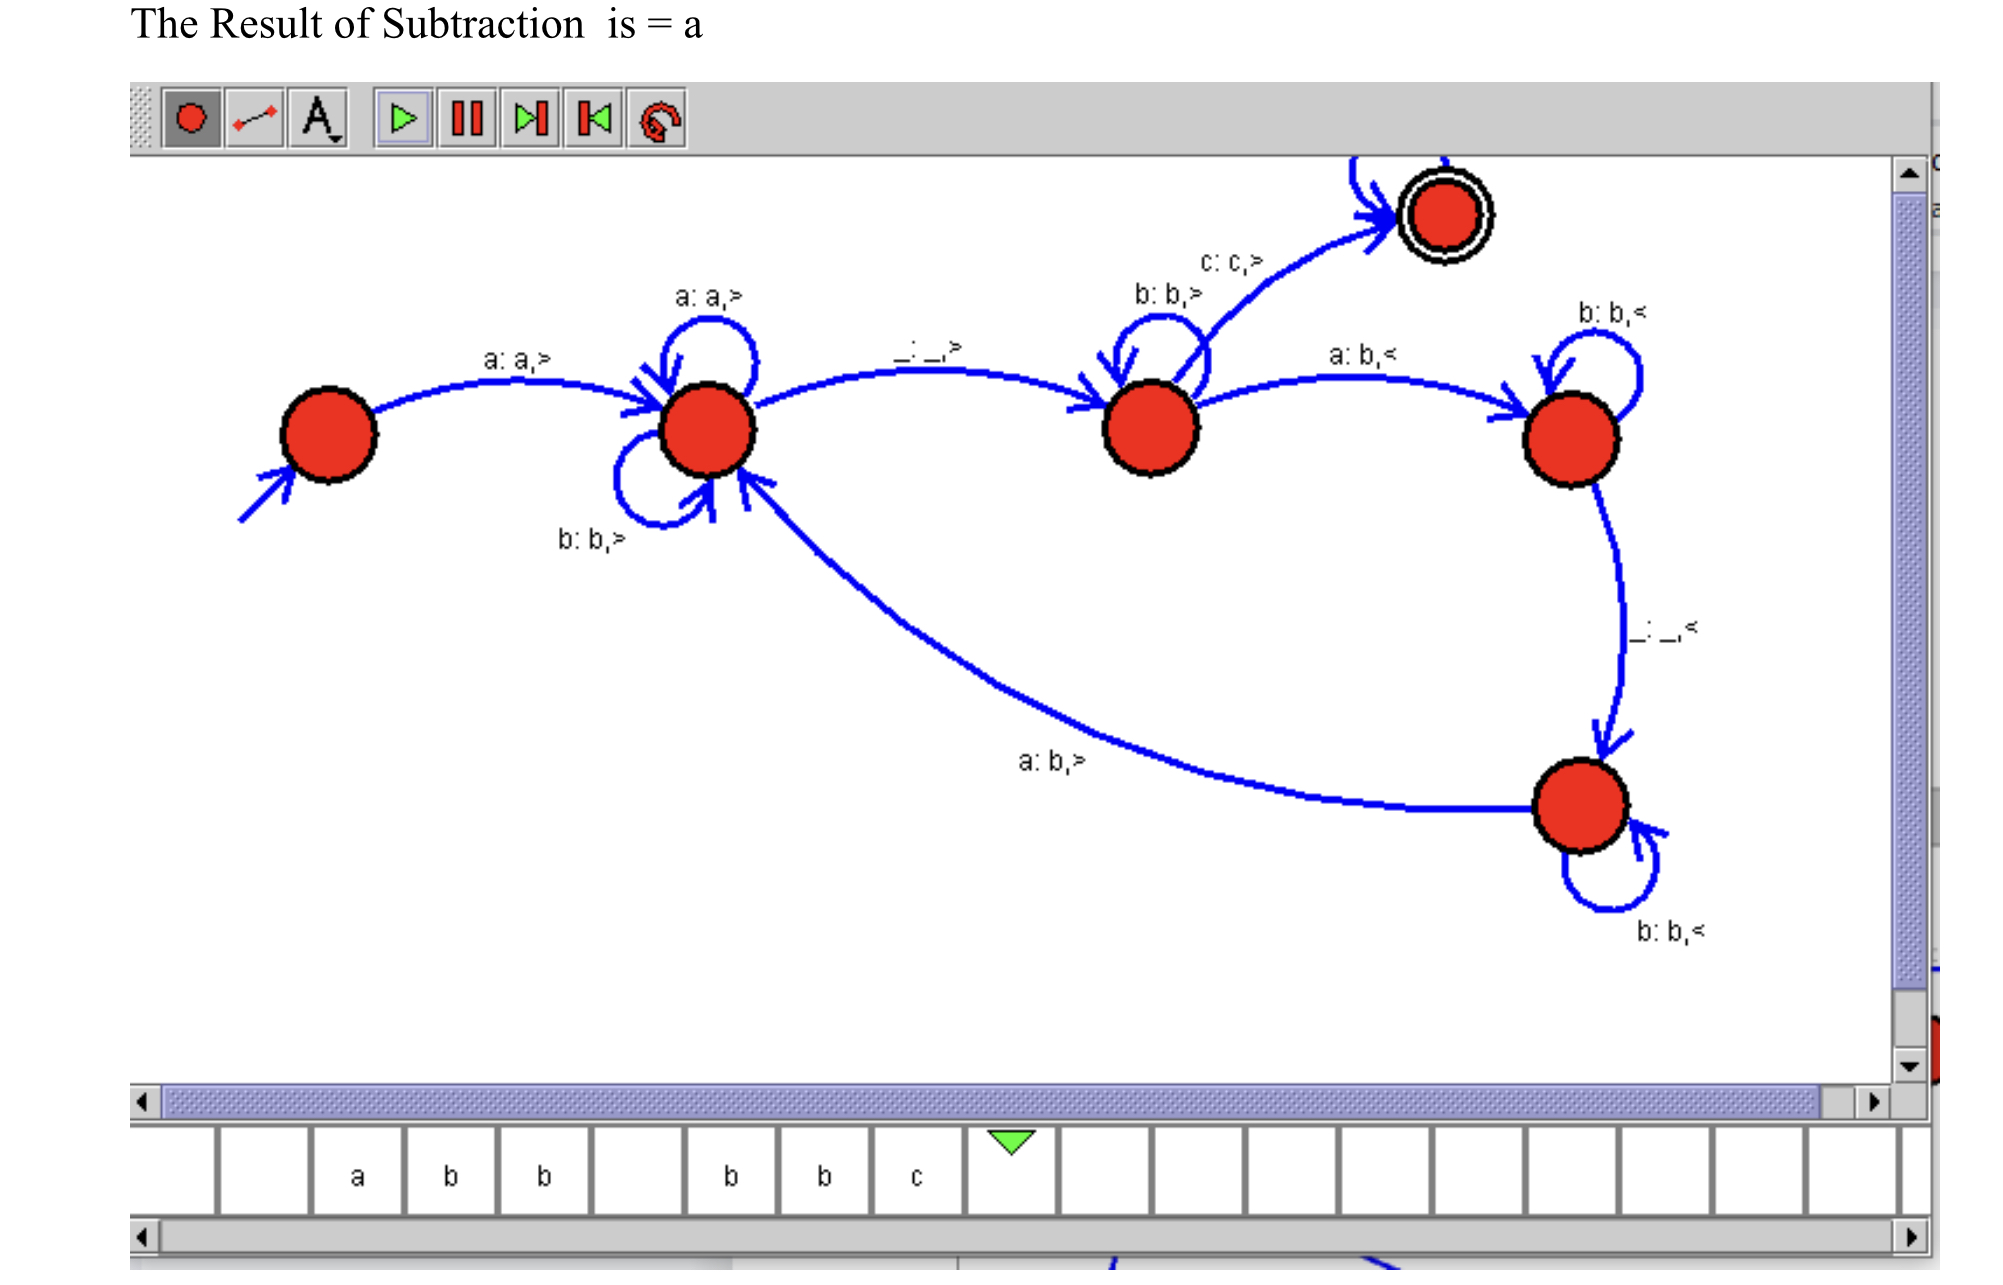 The Result of Subtraction is = a
A
c: c,>
a: a,>
b: b,>
b: b,<
a: a,>
_: _,>
a: b,<
b: b,>
_: _,<
a: b,>
b: b,<
a b b b b c